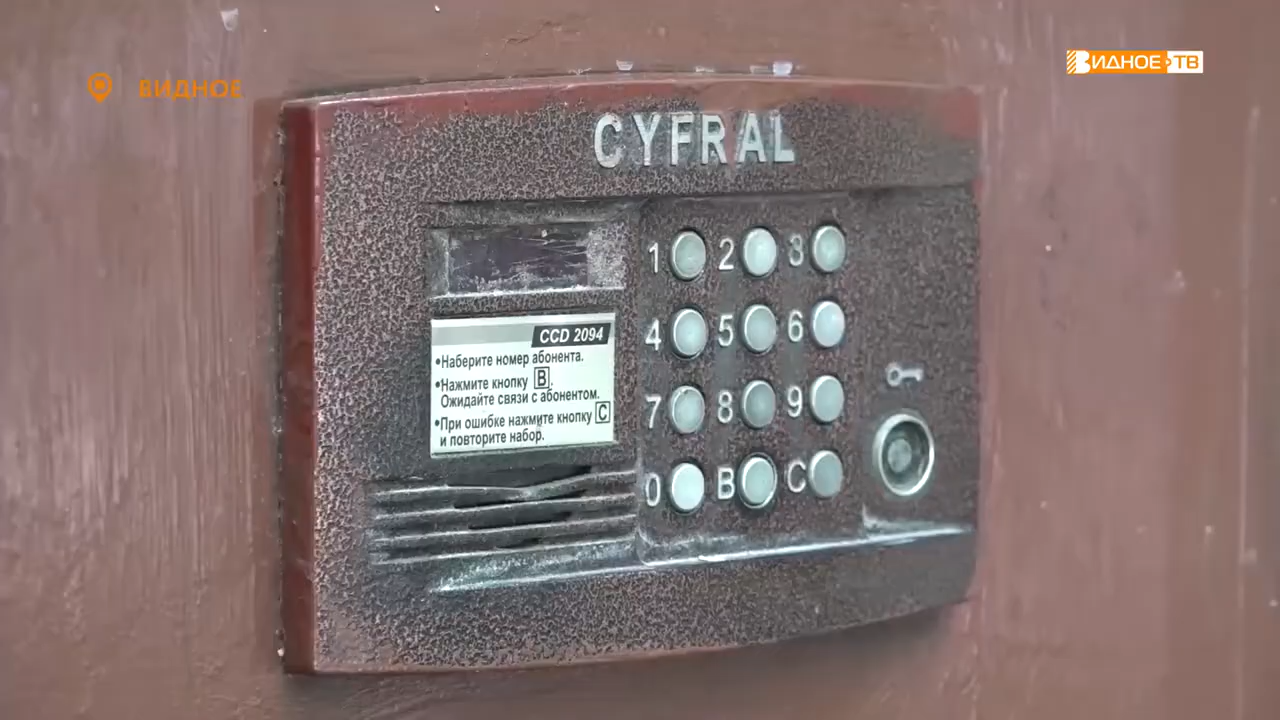 ВИДНОЕ
ВИДНОЕ ТВ
CYFRAL
1 2 3
4 5 6
7 8 9
0 B C
CCD 2094
•Наберите номер абонента.
•Нажмите кнопку B.
Ожидайте связи с абонентом.
•При ошибке нажмите кнопку C
и повторите набор.